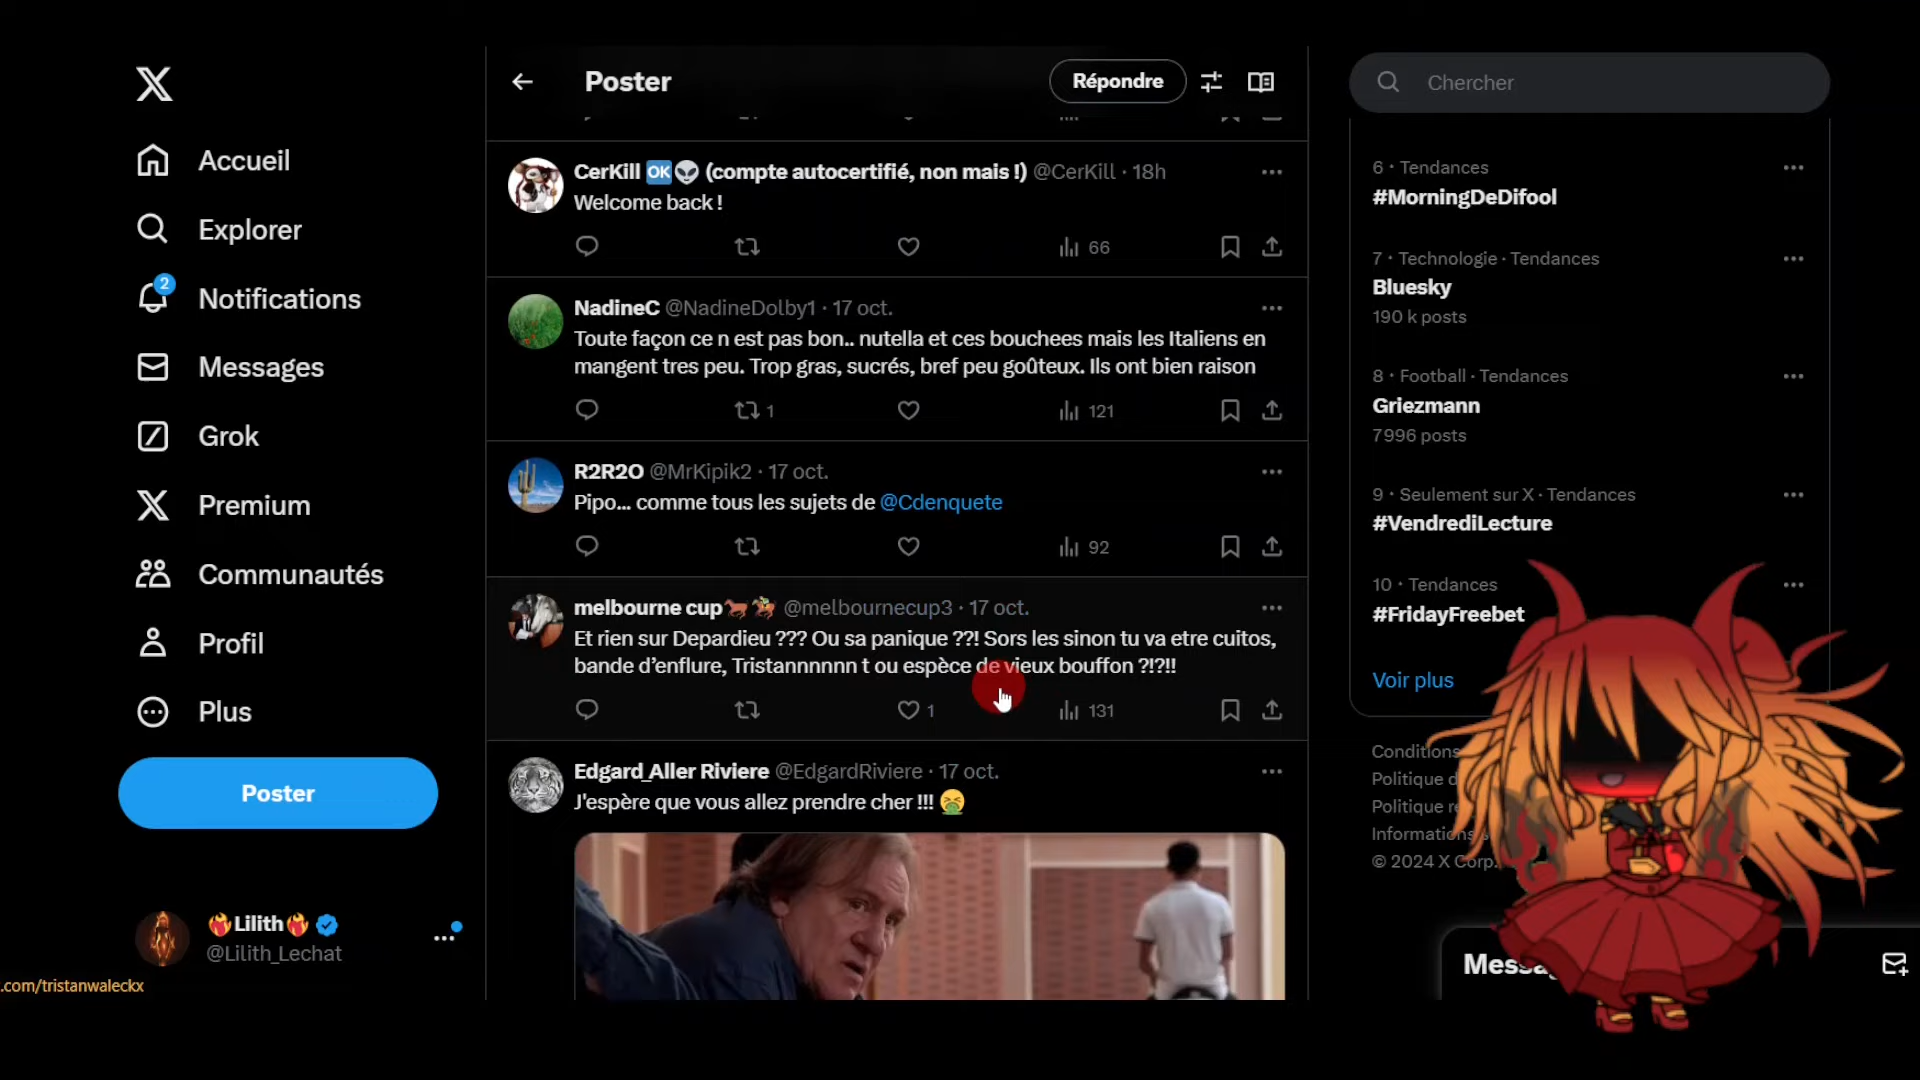 Accueil
Explorer
2
Notifications
Messages
Grok
Premium
Communautés
Profil
Plus
Poster
Lilith
@Lilith_Lechat
.com/tristanwaleckx
Poster
Répondre
CerKill OK (compte autocertifié, non mais !) @CerKill · 18h
Welcome back !
66
NadineC @NadineDolby1 · 17 oct.
Toute façon ce n est pas bon.. nutella et ces bouchees mais les Italiens en
mangent tres peu. Trop gras, sucrés, bref peu goûteux. Ils ont bien raison
1 121
R2R2O @MrKipik2 · 17 oct.
Pipo... comme tous les sujets de @Cdenquete
92
melbourne cup @melbournecup3 · 17 oct.
Et rien sur Depardieu ??? Ou sa panique ??! Sors les sinon tu va etre cuitos,
bande d’enflure, Tristannnnnn t ou espèce de vieux bouffon ?!?!!
1 131
Edgard_Aller Riviere @EdgardRiviere · 17 oct.
J'espère que vous allez prendre cher !!!
Chercher
6 · Tendances
#MorningDeDifool
7 · Technologie · Tendances
Bluesky
190 k posts
8 · Football · Tendances
Griezmann
7996 posts
9 · Seulement sur X · Tendances
#VendrediLecture
10 · Tendances
#FridayFreebet
Voir plus
Conditions
Politique
Politique
Informations
© 2024 X Corp.